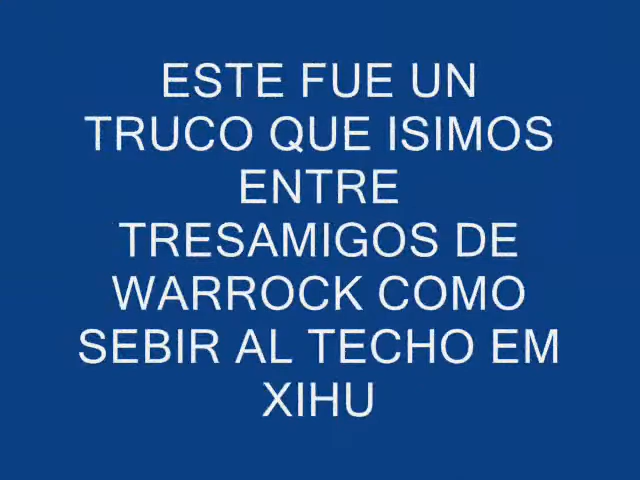 ESTE FUE UN
TRUCO QUE ISIMOS
ENTRE
TRESAMIGOS DE
WARROCK COMO
SEBIR AL TECHO EM
XIHU